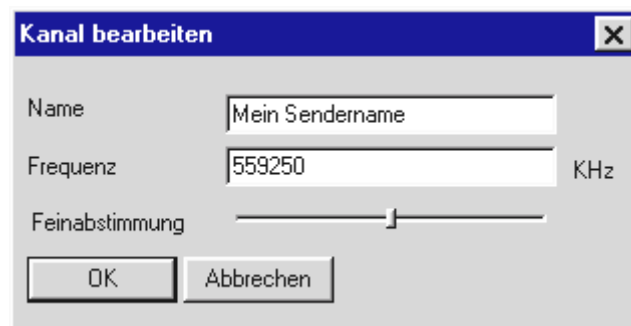 Kanal bearbeiten
Name Mein Sendername
Frequenz 559250 KHz
Feinabstimmung
OK Abbrechen